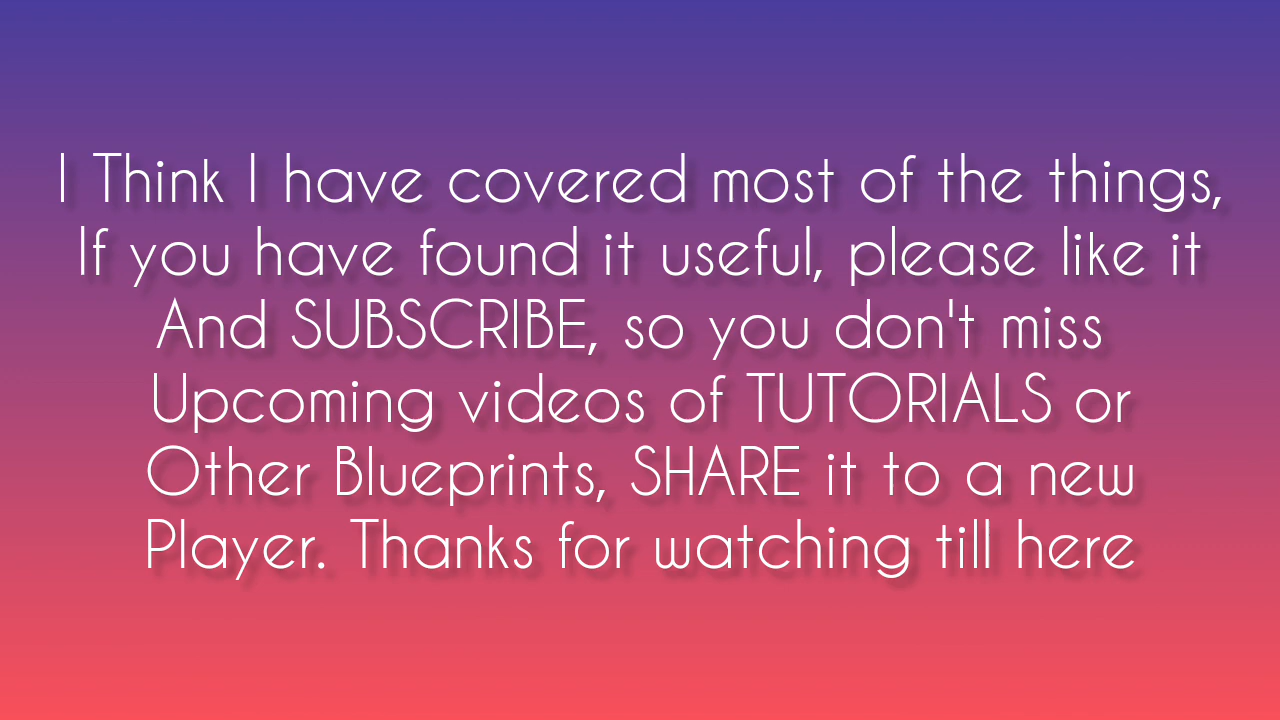 I Think I have covered most of the things,
If you have found it useful, please like it
And SUBSCRIBE, so you don't miss
Upcoming videos of TUTORIALS or
Other Blueprints, SHARE it to a new
Player. Thanks for watching till here